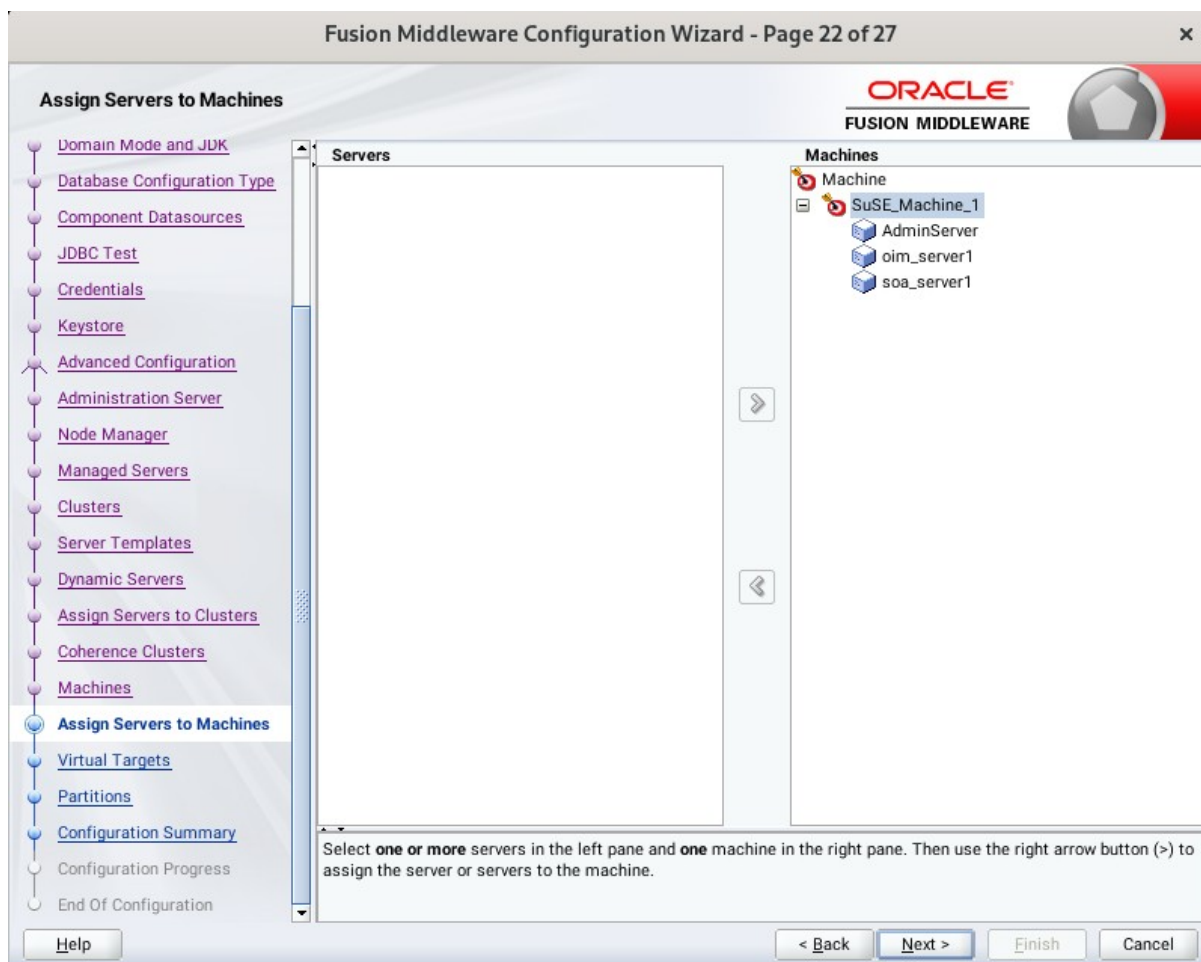 Fusion Middleware Configuration Wizard - Page 22 of 27
Assign Servers to Machines
ORACLE
FUSION MIDDLEWARE
Domain Mode and JDK
Database Configuration Type
Component Datasources
JDBC Test
Credentials
Keystore
Advanced Configuration
Administration Server
Node Manager
Managed Servers
Clusters
Server Templates
Dynamic Servers
Assign Servers to Clusters
Coherence Clusters
Machines
Assign Servers to Machines
Virtual Targets
Partitions
Configuration Summary
Configuration Progress
End Of Configuration
Servers
Machines
Machine
SuSE_Machine_1
AdminServer
oim_server1
soa_server1
Select one or more servers in the left pane and one machine in the right pane. Then use the right arrow button (>) to
assign the server or servers to the machine.
Help
< Back
Next >
Finish
Cancel